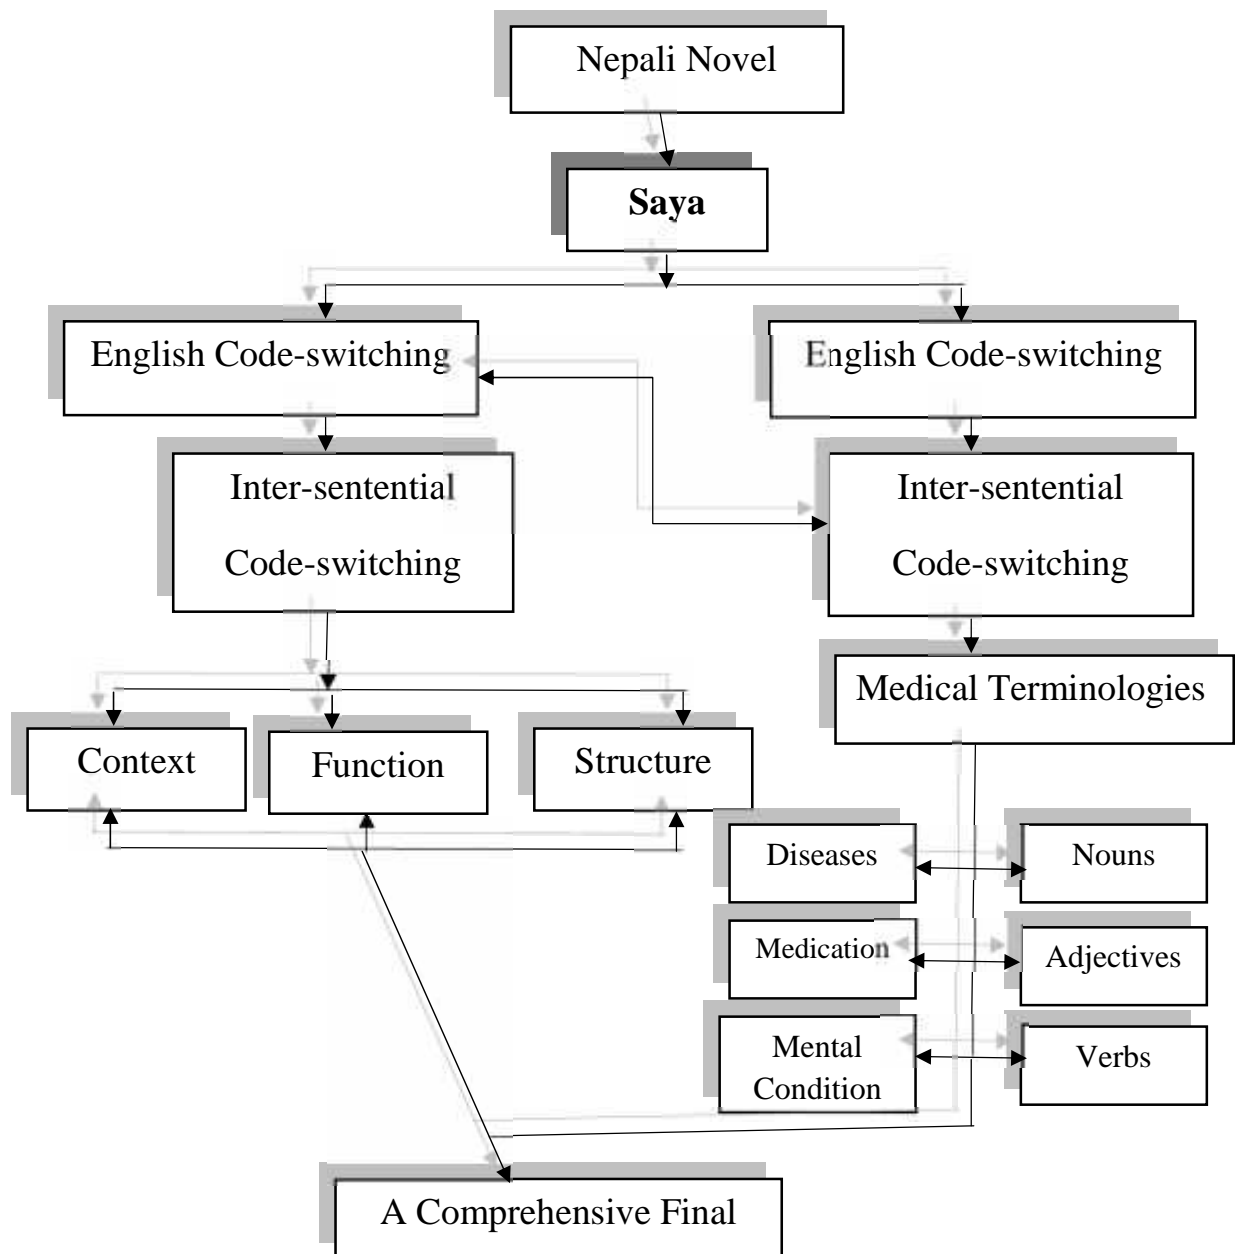 Nepali Novel
Saya
English Code-switching
English Code-switching
Inter-sentential
Code-switching
Inter-sentential
Code-switching
Medical Terminologies
Context
Function
Structure
Diseases
Nouns
Medication
Adjectives
Mental
Condition
Verbs
A Comprehensive Final